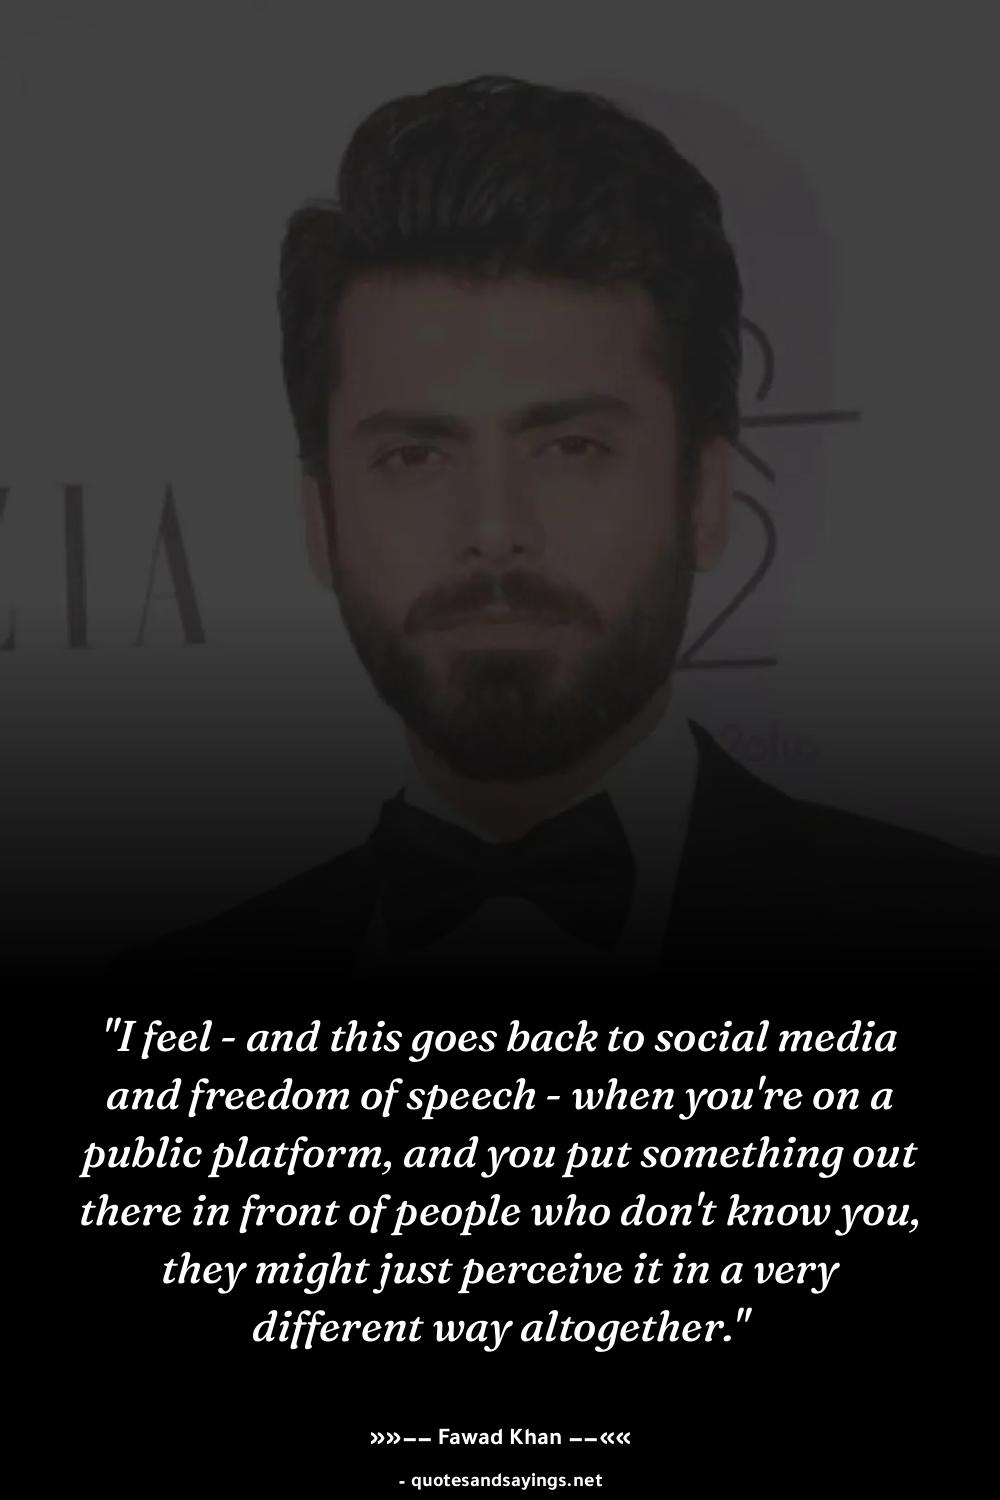 ZIA
"I feel - and this goes back to social media
and freedom of speech - when you're on a
public platform, and you put something out
there in front of people who don't know you,
they might just perceive it in a very
different way altogether."
»»–– Fawad Khan ––««
- quotesandsayings.net